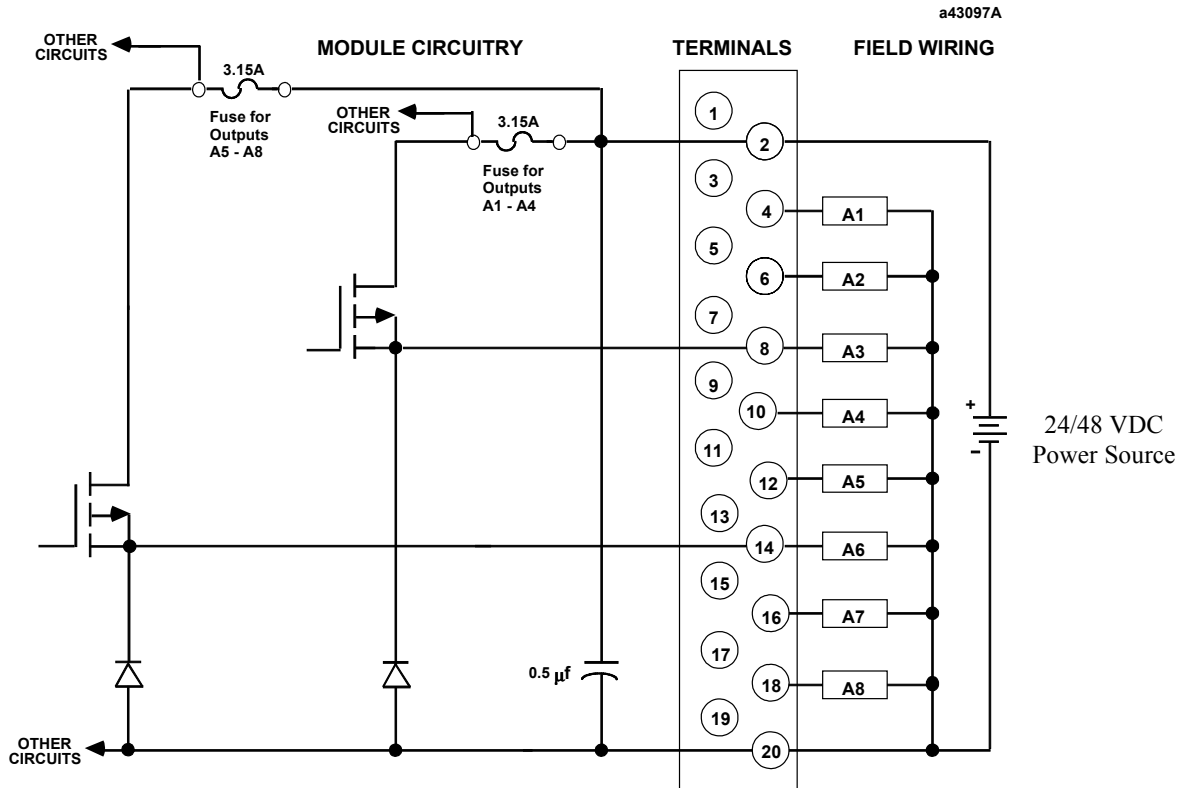 a43097A
OTHER
CIRCUITS
MODULE CIRCUITRY
TERMINALS
FIELD WIRING
3.15A
Fuse for
Outputs
A5 - A8
OTHER
CIRCUITS
3.15A
Fuse for
Outputs
A1 - A4
1
2
3
4
A1
5
6
A2
7
8
A3
9
10
A4
11
12
A5
13
14
A6
15
16
A7
17
18
A8
19
20
+
-
24/48 VDC
Power Source
0.5 µf
OTHER
CIRCUITS